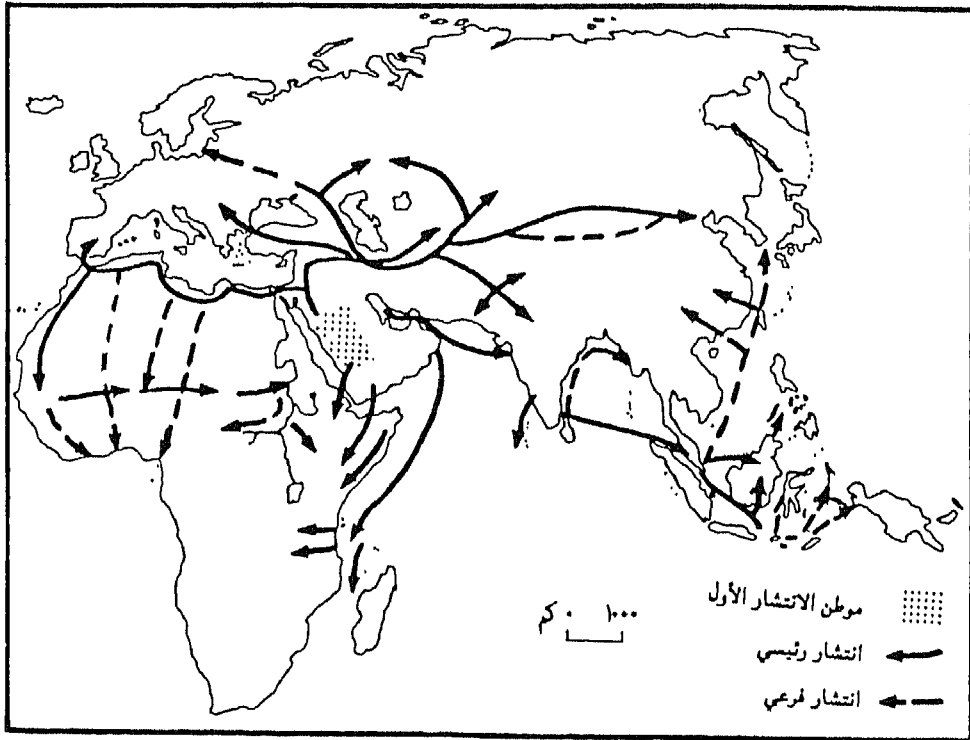 موطن الانتشار الأول
١٠٠٠ ٠ كم
انتشار رئيسي
انتشار فرعي